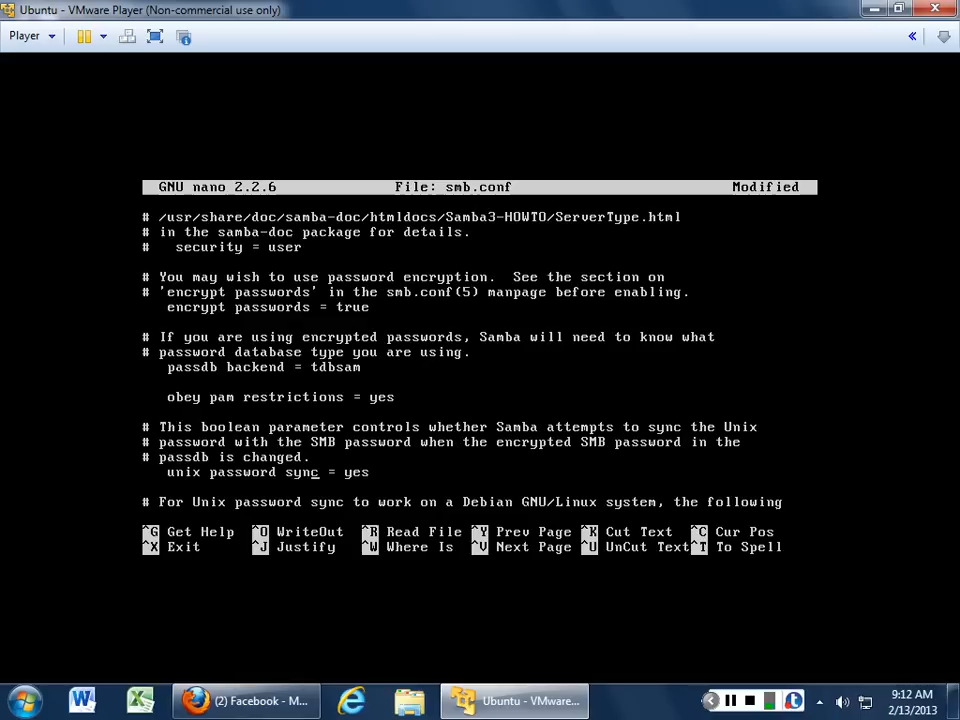 Ubuntu - VMware Player (Non-commercial use only)
Player
GNU nano 2.2.6 File: smb.conf Modified
# /usr/share/doc/samba-doc/htmldocs/Samba3-HOWTO/ServerType.html
# in the samba-doc package for details.
# security = user
# You may wish to use password encryption. See the section on
# 'encrypt passwords' in the smb.conf(5) manpage before enabling.
encrypt passwords = true
# If you are using encrypted passwords, Samba will need to know what
# password database type you are using.
passdb backend = tdbsam
obey pam restrictions = yes
# This boolean parameter controls whether Samba attempts to sync the Unix
# password with the SMB password when the encrypted SMB password in the
# passdb is changed.
unix password sync = yes
# For Unix password sync to work on a Debian GNU/Linux system, the following
^G Get Help ^O WriteOut ^R Read File ^Y Prev Page ^K Cut Text ^C Cur Pos
^X Exit ^J Justify ^W Where Is ^V Next Page ^U UnCut Text ^T To Spell
(2) Facebook - M...
Ubuntu - VMware...
9:12 AM
2/13/2013